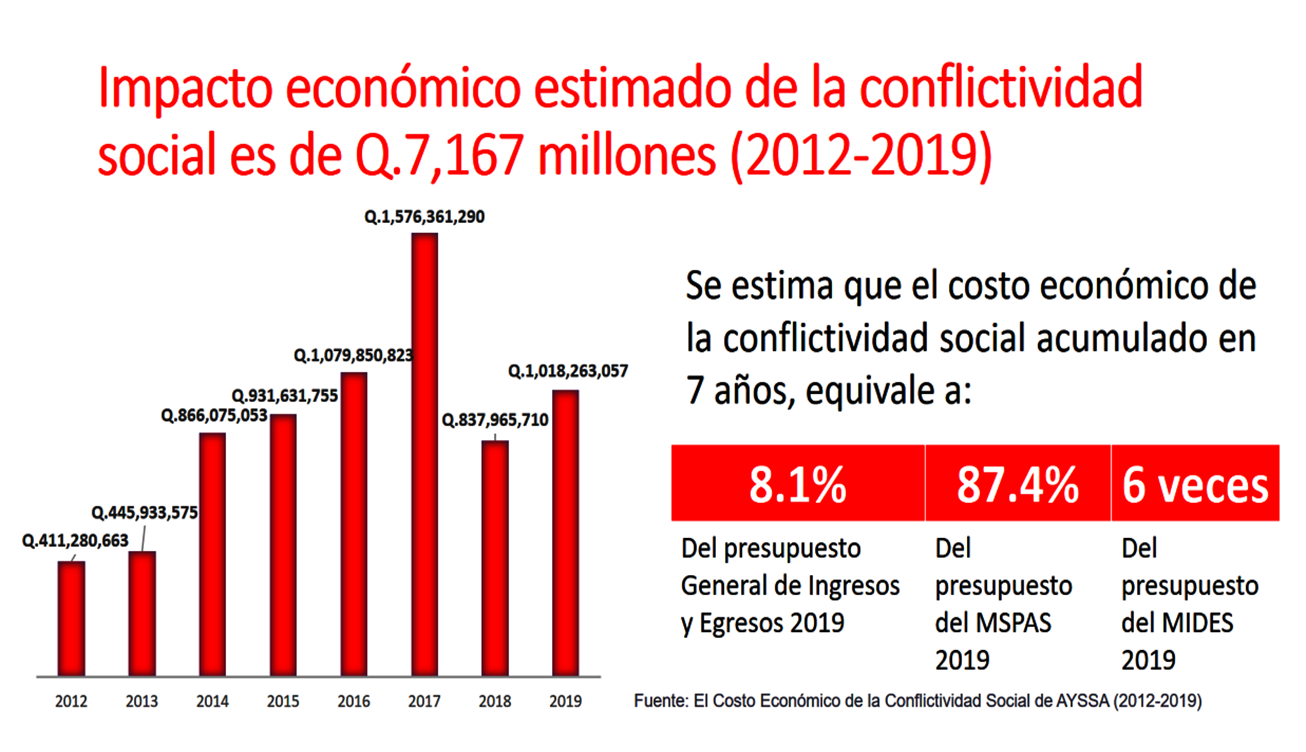 Impacto económico estimado de la conflictividad
social es de Q.7,167 millones (2012-2019)
Q.1,576,361,290
Q.1,079,850,823
Q.1,018,263,057
Q.931,631,755
Q.866,075,053
Q.837,965,710
Q.445,933,575
Q.411,280,663
2012 2013 2014 2015 2016 2017 2018 2019
Se estima que el costo económico de
la conflictividad social acumulado en
7 años, equivale a:
8.1% 87.4% 6 veces
Del presupuesto
General de Ingresos
y Egresos 2019
Del
presupuesto
del MSPAS
2019
Del
presupuesto
del MIDES
2019
Fuente: El Costo Económico de la Conflictividad Social de AYSSA (2012-2019)